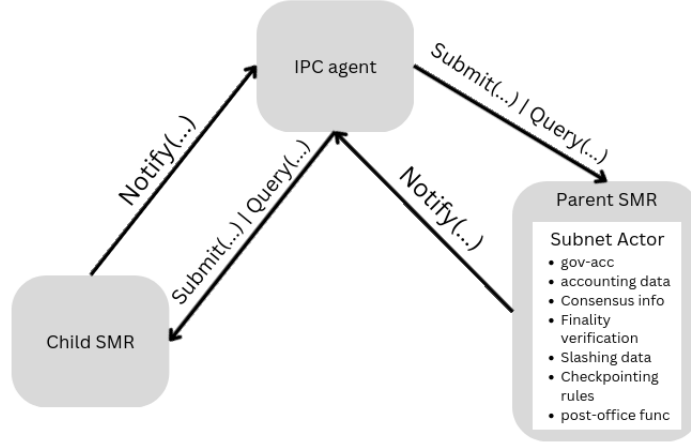 IPC agent
Submit(...) | Query(...)
Notify(...)
Submit(...) | Query(...)
Notify(...)
Child SMR
Parent SMR
Subnet Actor
• gov-acc
• accounting data
• Consensus info
• Finality
verification
• Slashing data
• Checkpointing
rules
• post-office func